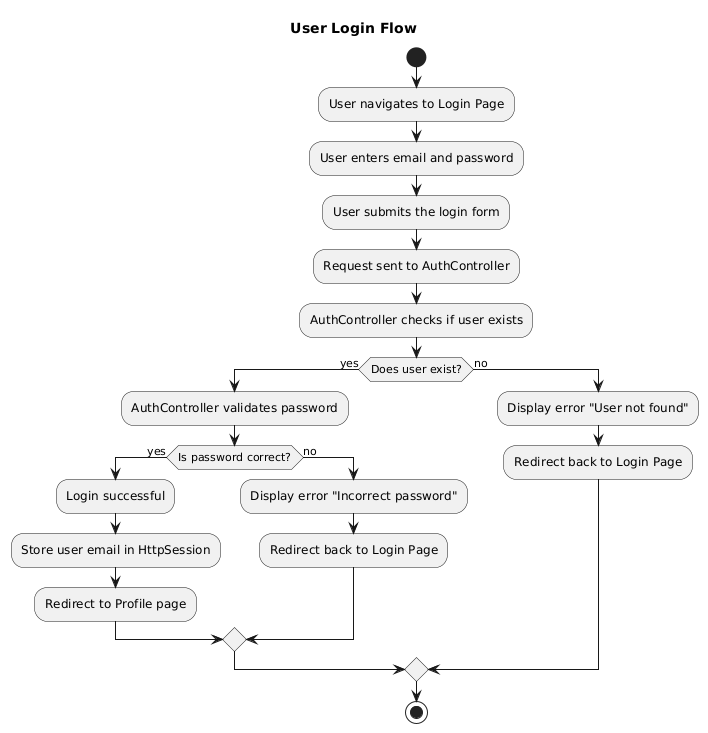 User Login Flow
User navigates to Login Page
User enters email and password
User submits the login form
Request sent to AuthController
AuthController checks if user exists
yes
Does user exist?
no
AuthController validates password
Display error "User not found"
yes
Is password correct?
no
Redirect back to Login Page
Login successful
Display error "Incorrect password"
Store user email in HttpSession
Redirect back to Login Page
Redirect to Profile page